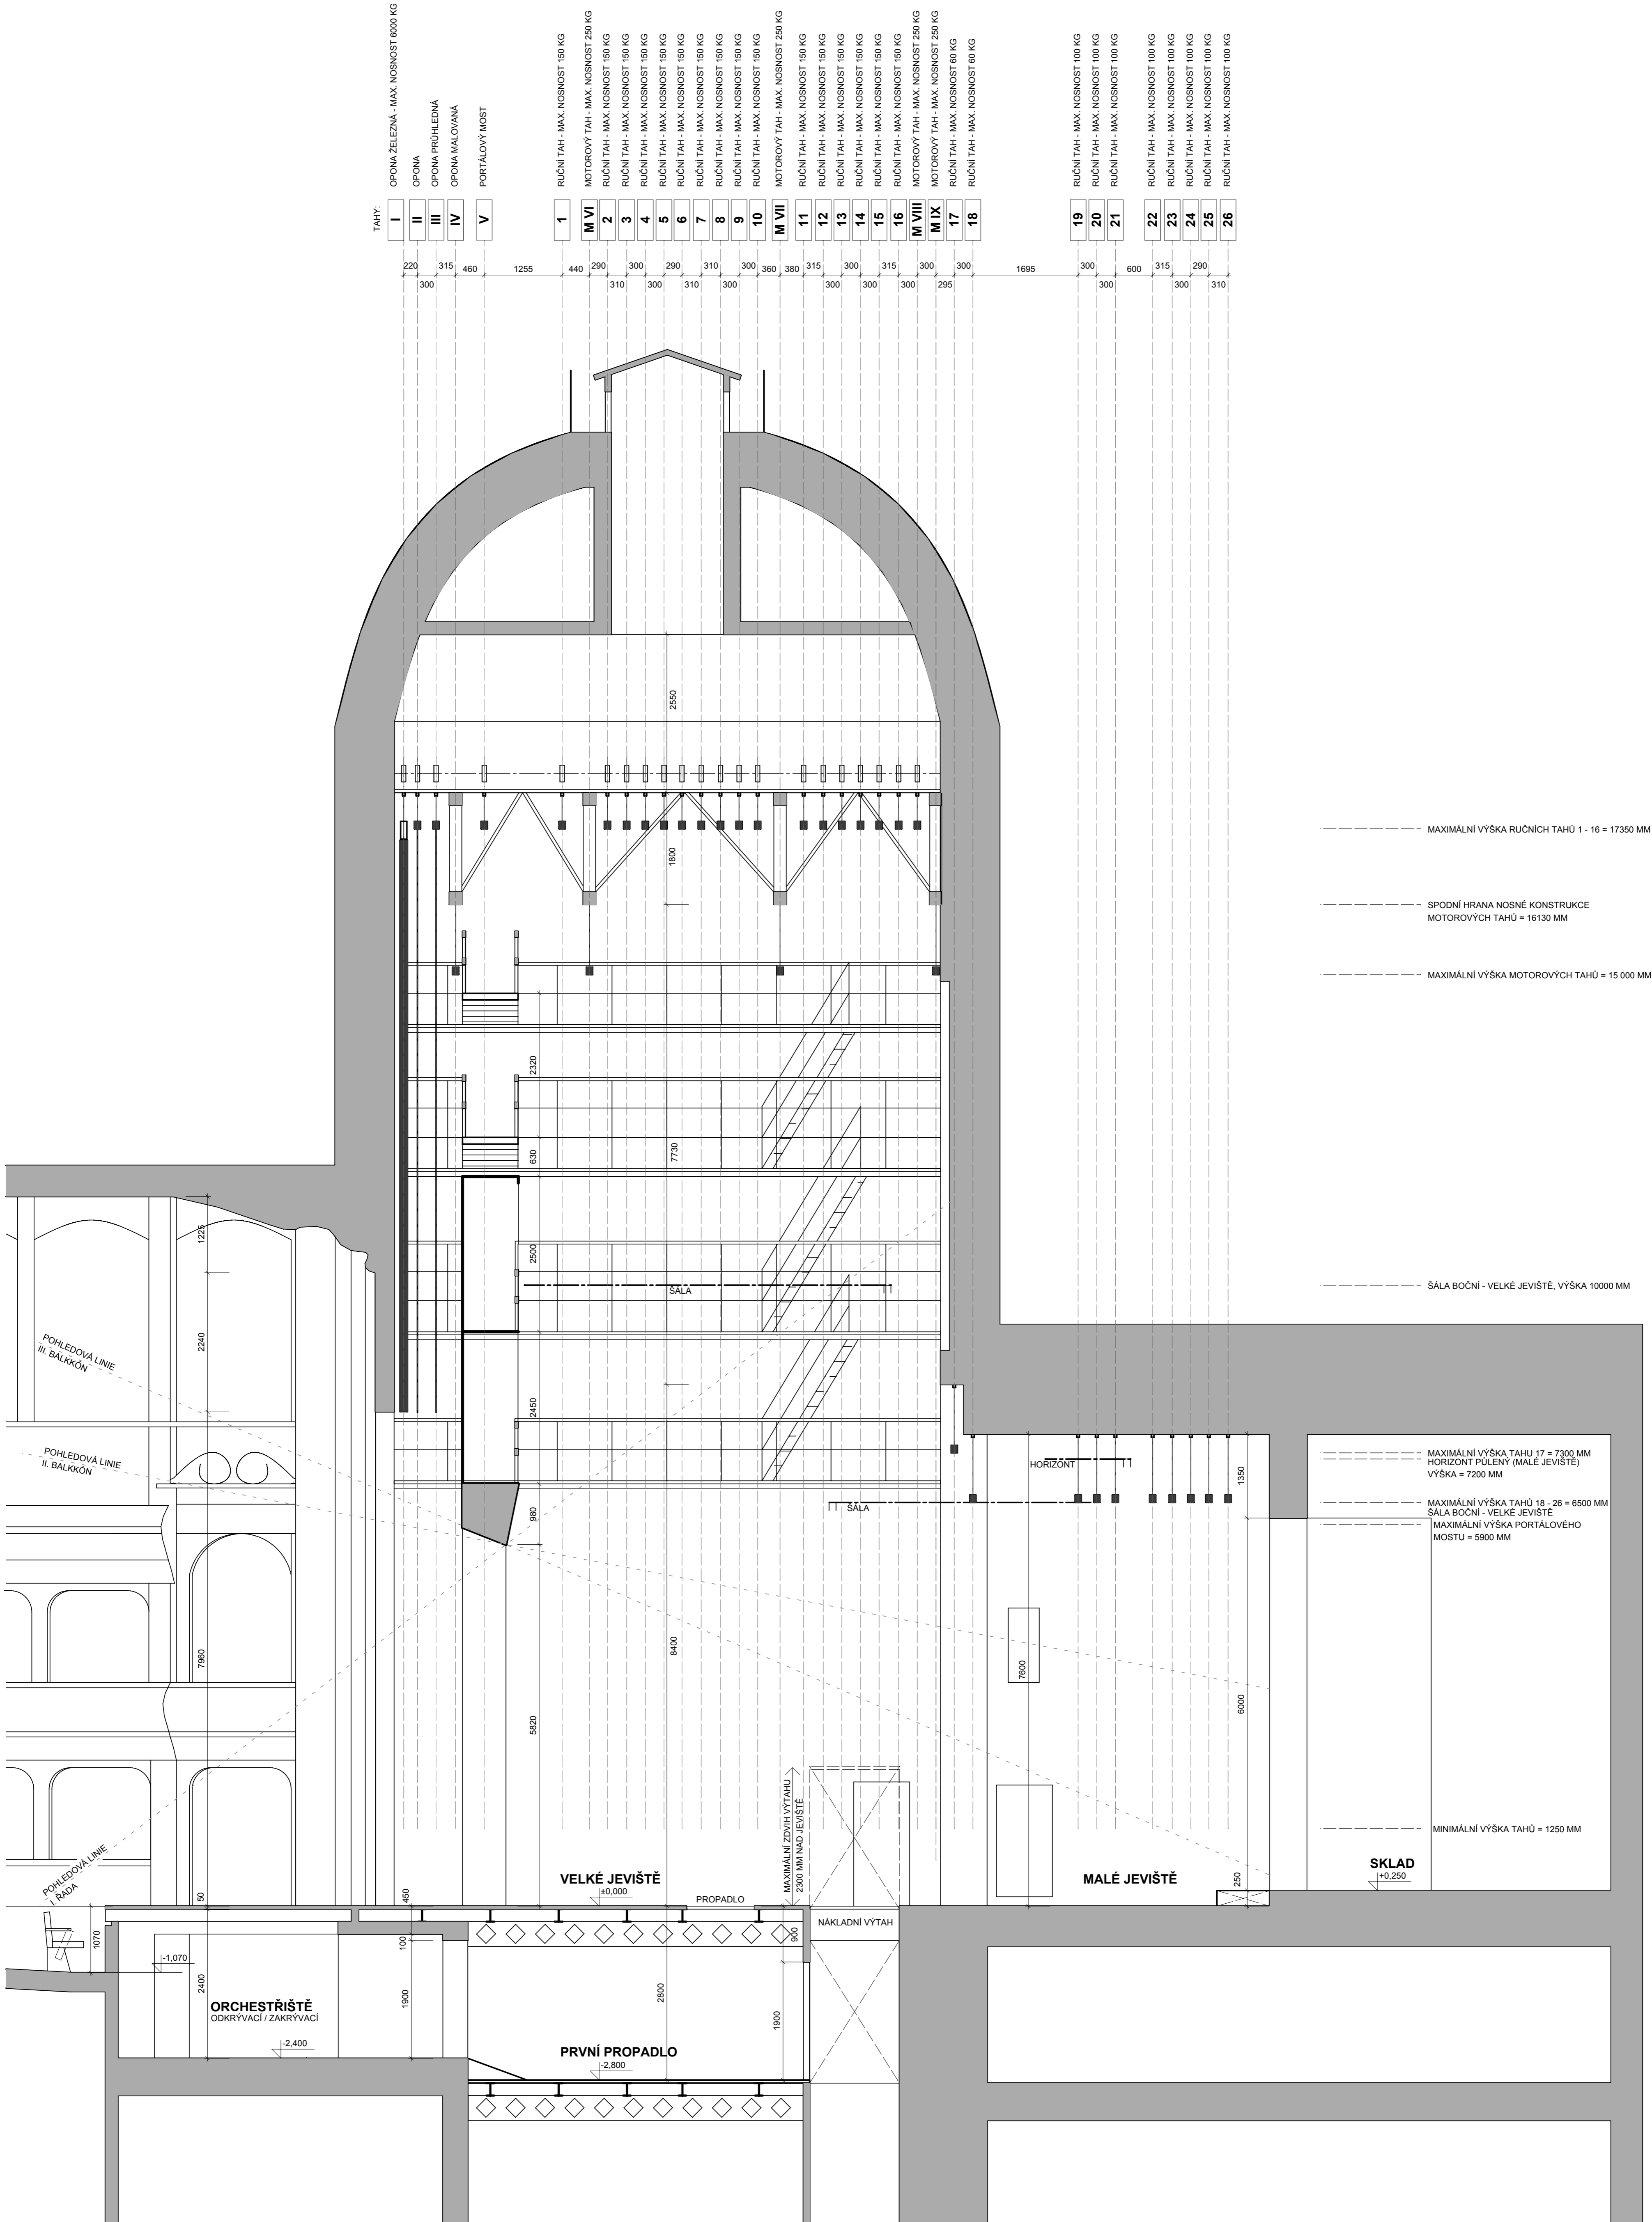 TAHY:
OPONA ŽELEZNÁ - MAX. NOSNOST 6000 KG
OPONA
OPONA PRŮHLEDNÁ
OPONA MALOVANÁ
PORTÁLOVÝ MOST
RUČNÍ TAH - MAX. NOSNOST 150 KG
MOTOROVÝ TAH - MAX. NOSNOST 250 KG
RUČNÍ TAH - MAX. NOSNOST 150 KG
RUČNÍ TAH - MAX. NOSNOST 150 KG
RUČNÍ TAH - MAX. NOSNOST 150 KG
RUČNÍ TAH - MAX. NOSNOST 150 KG
RUČNÍ TAH - MAX. NOSNOST 150 KG
RUČNÍ TAH - MAX. NOSNOST 150 KG
RUČNÍ TAH - MAX. NOSNOST 150 KG
RUČNÍ TAH - MAX. NOSNOST 150 KG
RUČNÍ TAH - MAX. NOSNOST 150 KG
MOTOROVÝ TAH - MAX. NOSNOST 250 KG
RUČNÍ TAH - MAX. NOSNOST 150 KG
RUČNÍ TAH - MAX. NOSNOST 150 KG
RUČNÍ TAH - MAX. NOSNOST 150 KG
RUČNÍ TAH - MAX. NOSNOST 150 KG
RUČNÍ TAH - MAX. NOSNOST 150 KG
RUČNÍ TAH - MAX. NOSNOST 150 KG
MOTOROVÝ TAH - MAX. NOSNOST 250 KG
MOTOROVÝ TAH - MAX. NOSNOST 250 KG
RUČNÍ TAH - MAX. NOSNOST 60 KG
RUČNÍ TAH - MAX. NOSNOST 60 KG
RUČNÍ TAH - MAX. NOSNOST 100 KG
RUČNÍ TAH - MAX. NOSNOST 100 KG
RUČNÍ TAH - MAX. NOSNOST 100 KG
RUČNÍ TAH - MAX. NOSNOST 100 KG
RUČNÍ TAH - MAX. NOSNOST 100 KG
RUČNÍ TAH - MAX. NOSNOST 100 KG
RUČNÍ TAH - MAX. NOSNOST 100 KG
RUČNÍ TAH - MAX. NOSNOST 100 KG
I II III IV V 1 M VI 2 3 4 5 6 7 8 9 10 M VII 11 12 13 14 15 16 M VIII M IX 17 18 19 20 21 22 23 24 25 26
220 315 460 1255 440 290 300 290 310 300 360 380 315 300 315 300 300 1695 300 600 315 290
300 310 300 310 300 300 300 300 295 300 300 310
2550
1800
MAXIMÁLNÍ VÝŠKA RUČNÍCH TAHŮ 1 - 16 = 17350 MM
SPODNÍ HRANA NOSNÉ KONSTRUKCE
MOTOROVÝCH TAHŮ = 16130 MM
MAXIMÁLNÍ VÝŠKA MOTOROVÝCH TAHŮ = 15 000 MM
2320
630
7730
1225
2500
2240
ŠÁLA
ŠÁLA BOČNÍ - VELKÉ JEVIŠTĚ, VÝŠKA 10000 MM
POHLEDOVÁ LINIE
III. BALKKÓN
2450
POHLEDOVÁ LINIE
II. BALKKÓN
HORIZONT
1350
MAXIMÁLNÍ VÝŠKA TAHU 17 = 7300 MM
HORIZONT PŮLENÝ (MALÉ JEVIŠTĚ)
VÝŠKA = 7200 MM
980
ŠÁLA
MAXIMÁLNÍ VÝŠKA TAHŮ 18 - 26 = 6500 MM
ŠÁLA BOČNÍ - VELKÉ JEVIŠTĚ
MAXIMÁLNÍ VÝŠKA PORTÁLOVÉHO
MOSTU = 5900 MM
7960
8400
7600
6000
5820
MAXIMÁLNÍ ZDVIH VÝTAHU
2300 MM NAD JEVIŠTĚ
MINIMÁLNÍ VÝŠKA TAHŮ = 1250 MM
POHLEDOVÁ LINIE
I. ŘADA
VELKÉ JEVIŠTĚ
±0,000
MALÉ JEVIŠTĚ
SKLAD
+0,250
250
50
450
PROPADLO
NÁKLADNÍ VÝTAH
1070
-1,070
100
900
2400
1900
2800
1900
ORCHESTŘIŠTĚ
ODKRÝVACÍ / ZAKRÝVACÍ
-2,400
PRVNÍ PROPADLO
-2,800